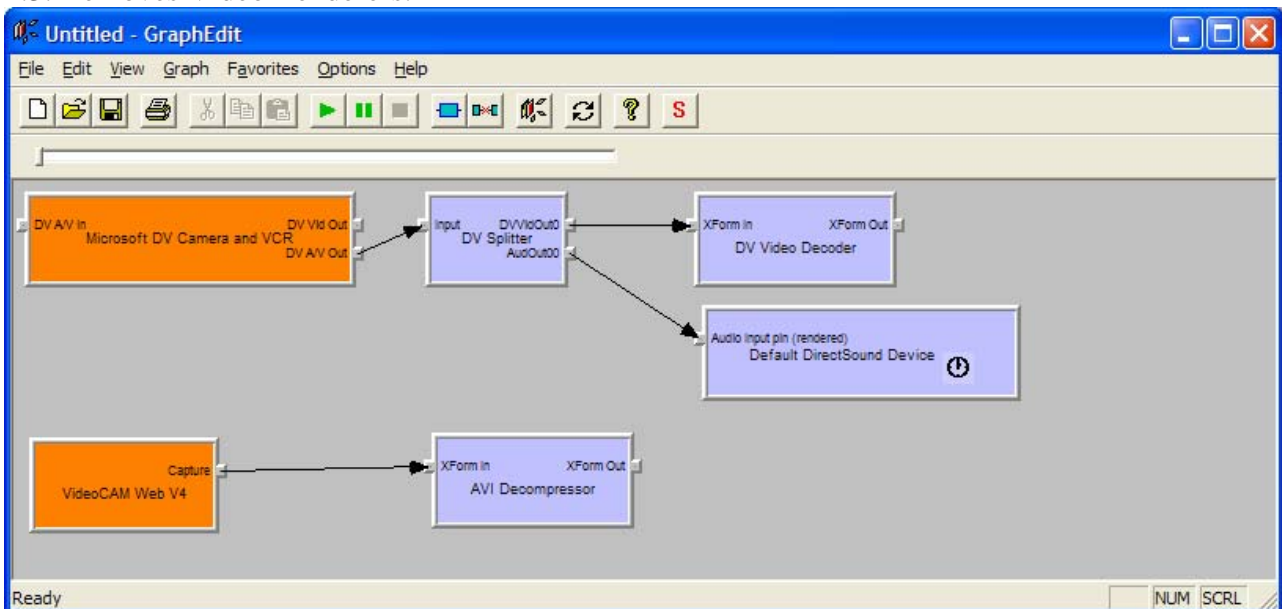 Untitled - GraphEdit
File Edit View Graph Favorites Options Help
S
DV A/V In
DV Vid Out
Microsoft DV Camera and VCR
DV A/V Out
Input
DVVidOut0
DV Splitter
AudOut00
XForm In
XForm Out
DV Video Decoder
Audio Input pin (rendered)
Default DirectSound Device
Capture
VideoCAM Web V4
XForm In
XForm Out
AVI Decompressor
Ready
NUM SCRL